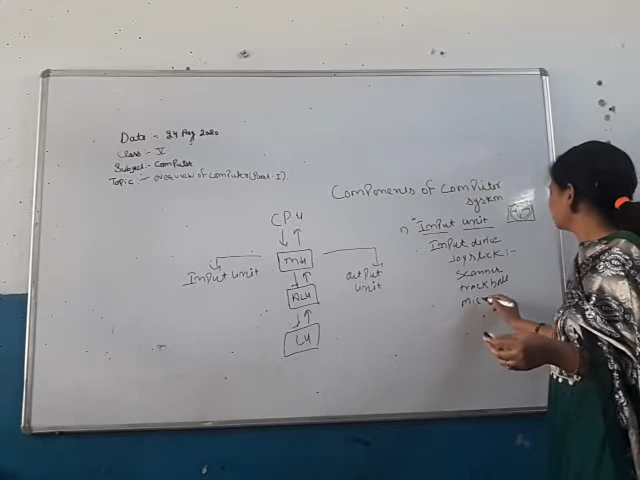 Date :- 24 Aug 2020
Class :- V
Subject :- Computer
Topic :- overview of Computer (Part-I)
Components of Computer
system
CPU
MU
Input unit
output
unit
ALU
CU
1) Input unit
Input device
Joystick :-
Scanner
trackball
mic